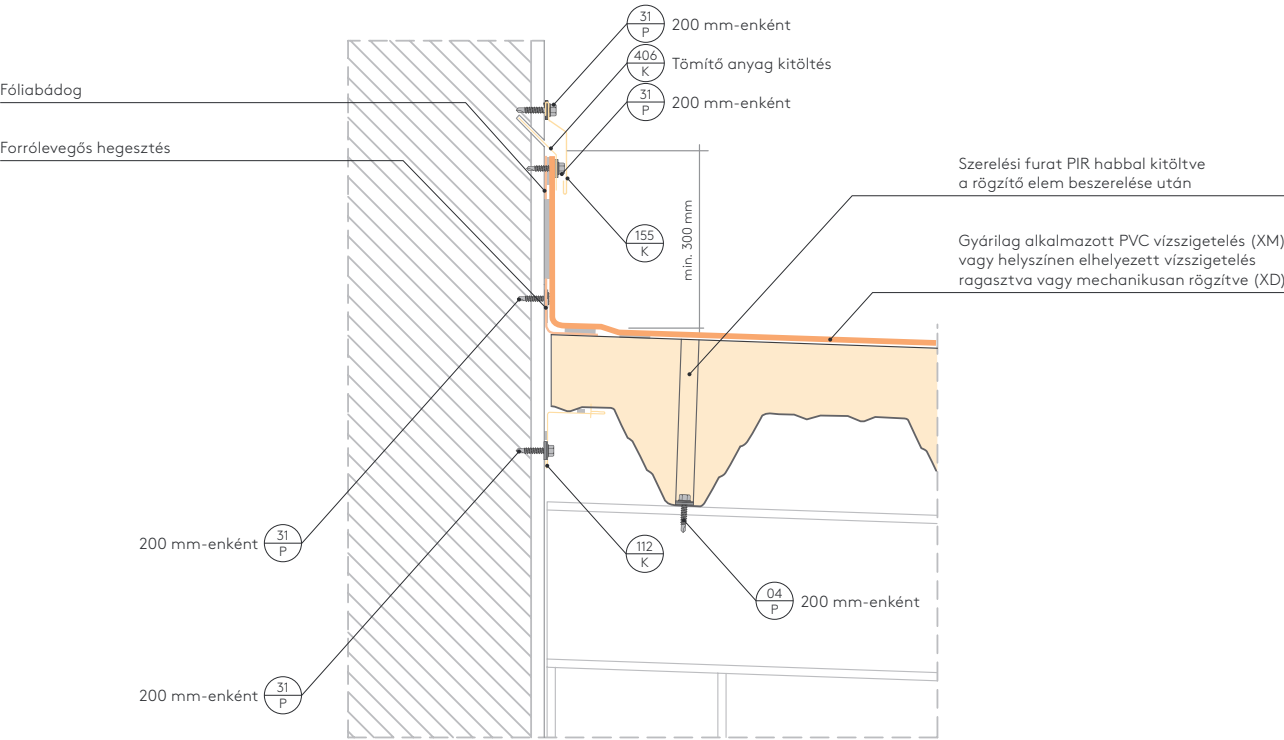 31
P
200 mm-enként
406
K
Tömítő anyag kitöltés
31
P
200 mm-enként
Fóliabádog
Forrólevegős hegesztés
Szerelési furat PIR habbal kitöltve
a rögzítő elem beszerelése után
155
K
min. 300 mm
Gyárilag alkalmazott PVC vízszigetelés (XM)
vagy helyszínen elhelyezett vízszigetelés
ragasztva vagy mechanikusan rögzítve (XD)
200 mm-enként
31
P
112
K
04
P
200 mm-enként
200 mm-enként
31
P